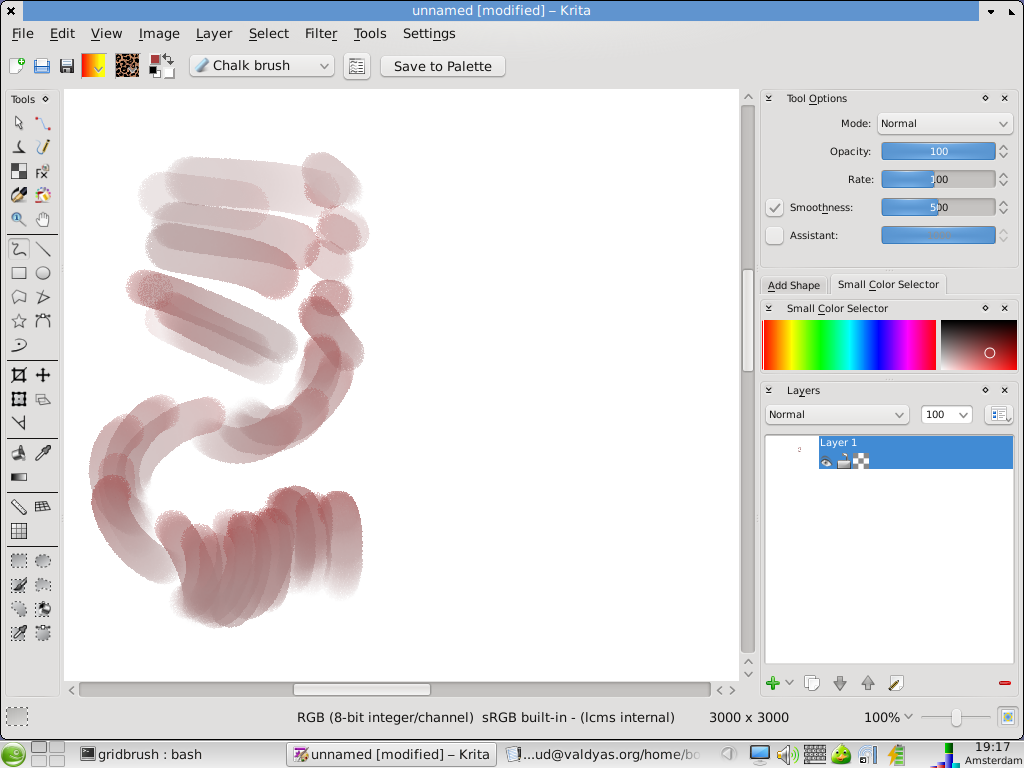 unnamed [modified] – Krita
File Edit View Image Layer Select Filter Tools Settings
Chalk brush
Save to Palette
Tools
Tool Options
Mode: Normal
Opacity: 100
Rate: 100
Smoothness: 500
Assistant:
Add Shape Small Color Selector
Small Color Selector
Layers
Normal 100
Layer 1
RGB (8-bit integer/channel) sRGB built-in - (lcms internal) 3000 x 3000 100%
gridbrush : bash unnamed [modified] – Krita ...ud@valdyas.org/home/bo 19:17
Amsterdam